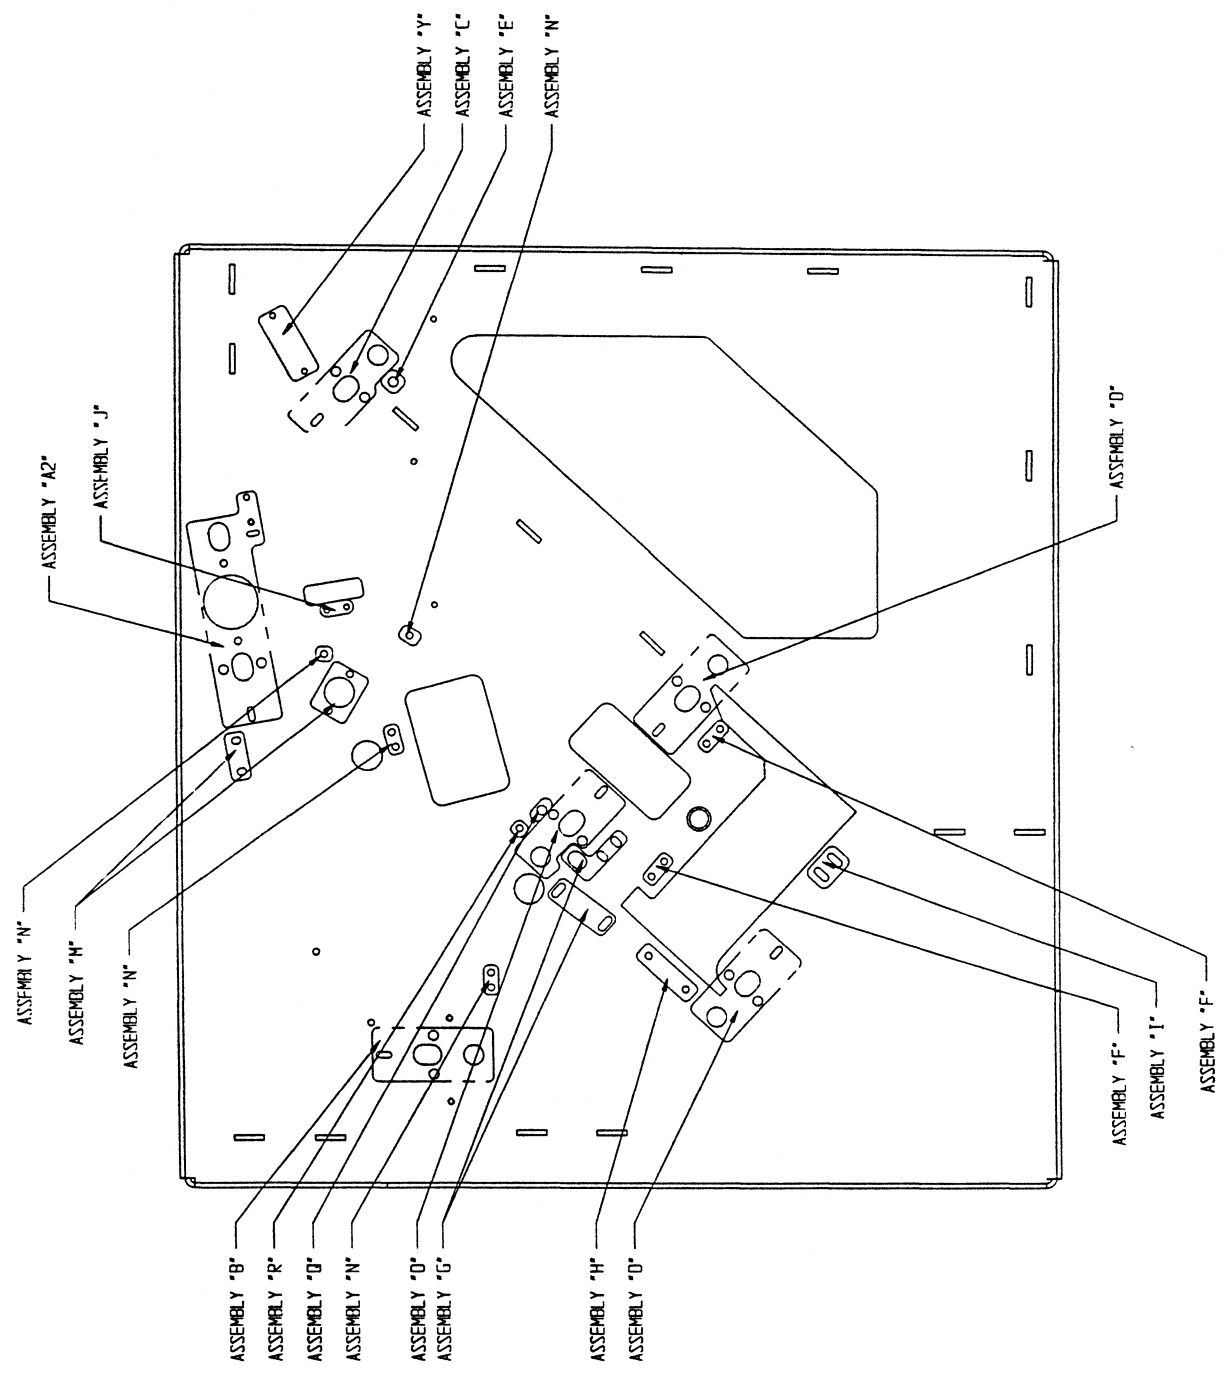 ASSEMBLY "Y"
ASSEMBLY "C"
ASSEMBLY "E"
ASSEMBLY "N"
ASSEMBLY "J"
ASSEMBLY "A2"
ASSEMBLY "D"
ASSEMBLY "N"
ASSEMBLY "M"
ASSEMBLY "N"
ASSEMBLY "F"
ASSEMBLY "I"
ASSEMBLY "F"
ASSEMBLY "B"
ASSEMBLY "R"
ASSEMBLY "Q"
ASSEMBLY "N"
ASSEMBLY "D"
ASSEMBLY "G"
ASSEMBLY "H"
ASSEMBLY "D"